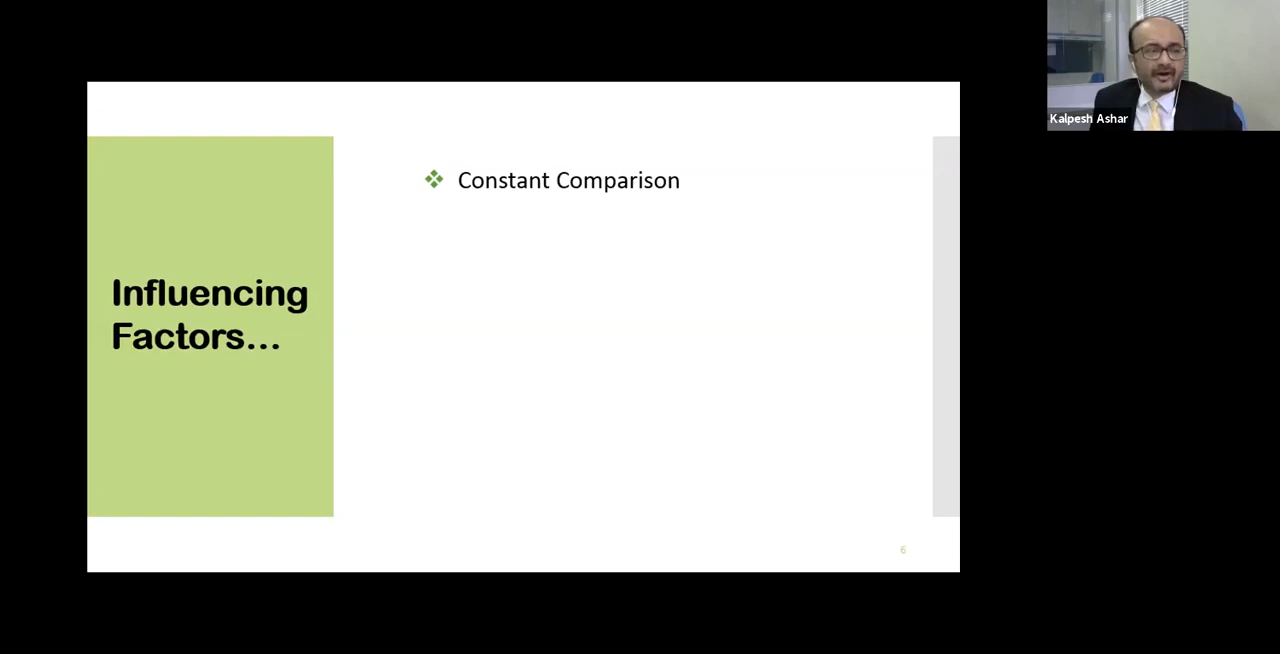 Kalpesh Ashar
Constant Comparison
Influencing
Factors...
6